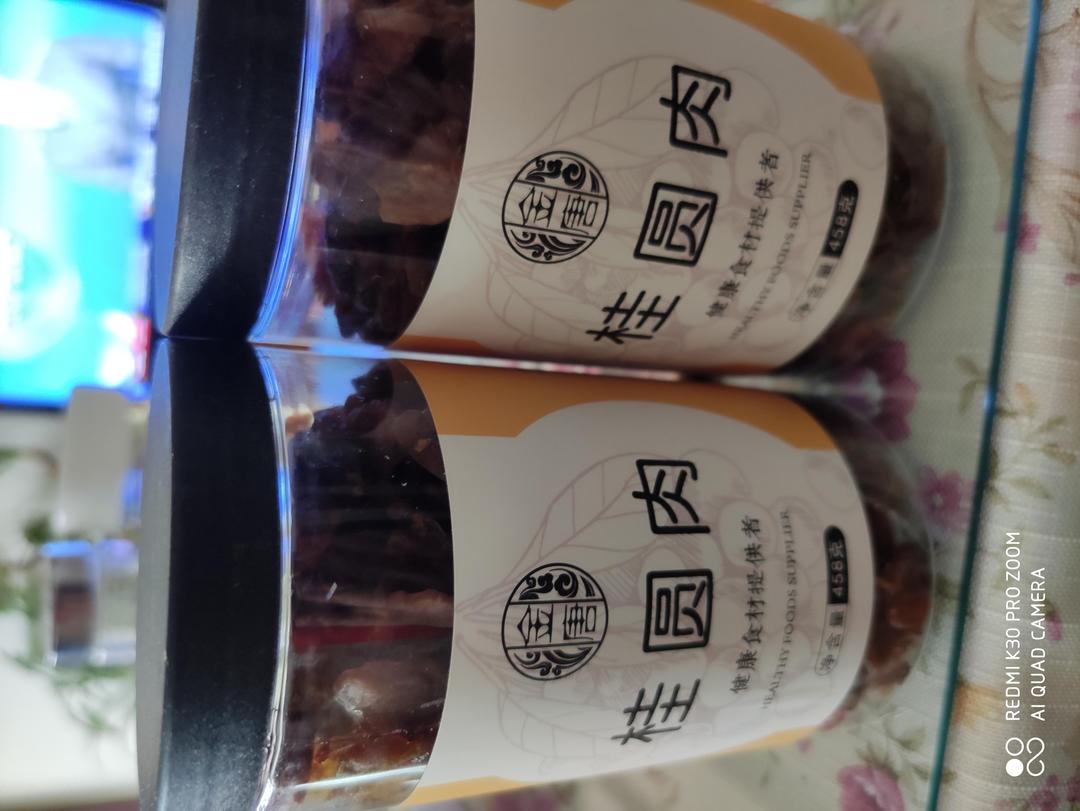 金唐
桂圆肉
健康食材提供者
HEALTHY FOODS SUPPLIER
净含量 458克
金唐
桂圆肉
健康食材提供者
HEALTHY FOODS SUPPLIER
净含量 458克
REDMI K30 PRO ZOOM
AI QUAD CAMERA